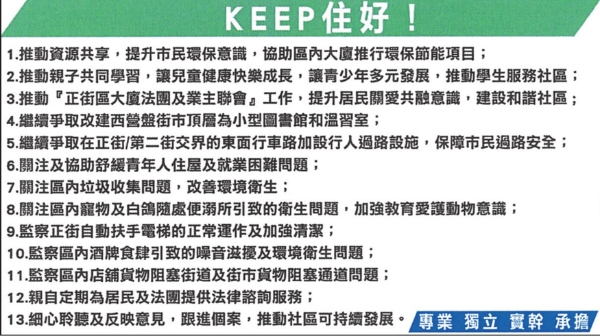 KEEP住好！
1.推動資源共享，提升市民環保意識，協助區內大廈推行環保節能項目；
2.推動親子共同學習，讓兒童健康快樂成長，讓青少年多元發展，推動學生服務社區；
3.推動『正街區大廈法團及業主聯會』工作，提升居民關愛共融意識，建設和諧社區；
4.繼續爭取改建西營盤街市頂層為小型圖書館和溫習室；
5.繼續爭取在正街/第二街交界的東面行車路加設行人過路設施，保障市民過路安全；
6.關注及協助舒緩青年人住屋及就業困難問題；
7.關注區內垃圾收集問題，改善環境衛生；
8.關注區內寵物及白鴿隨處便溺所引致的衛生問題，加強教育愛護動物意識；
9.監察正街自動扶手電梯的正常運作及加強清潔；
10.監察區內酒牌食肆引致的噪音滋擾及環境衛生問題；
11.監察區內店舖貨物阻塞街道及街市貨物阻塞通道問題；
12.親自定期為居民及法團提供法律諮詢服務；
13.細心聆聽及反映意見，跟進個案，推動社區可持續發展。
專業 獨立 實幹 承擔